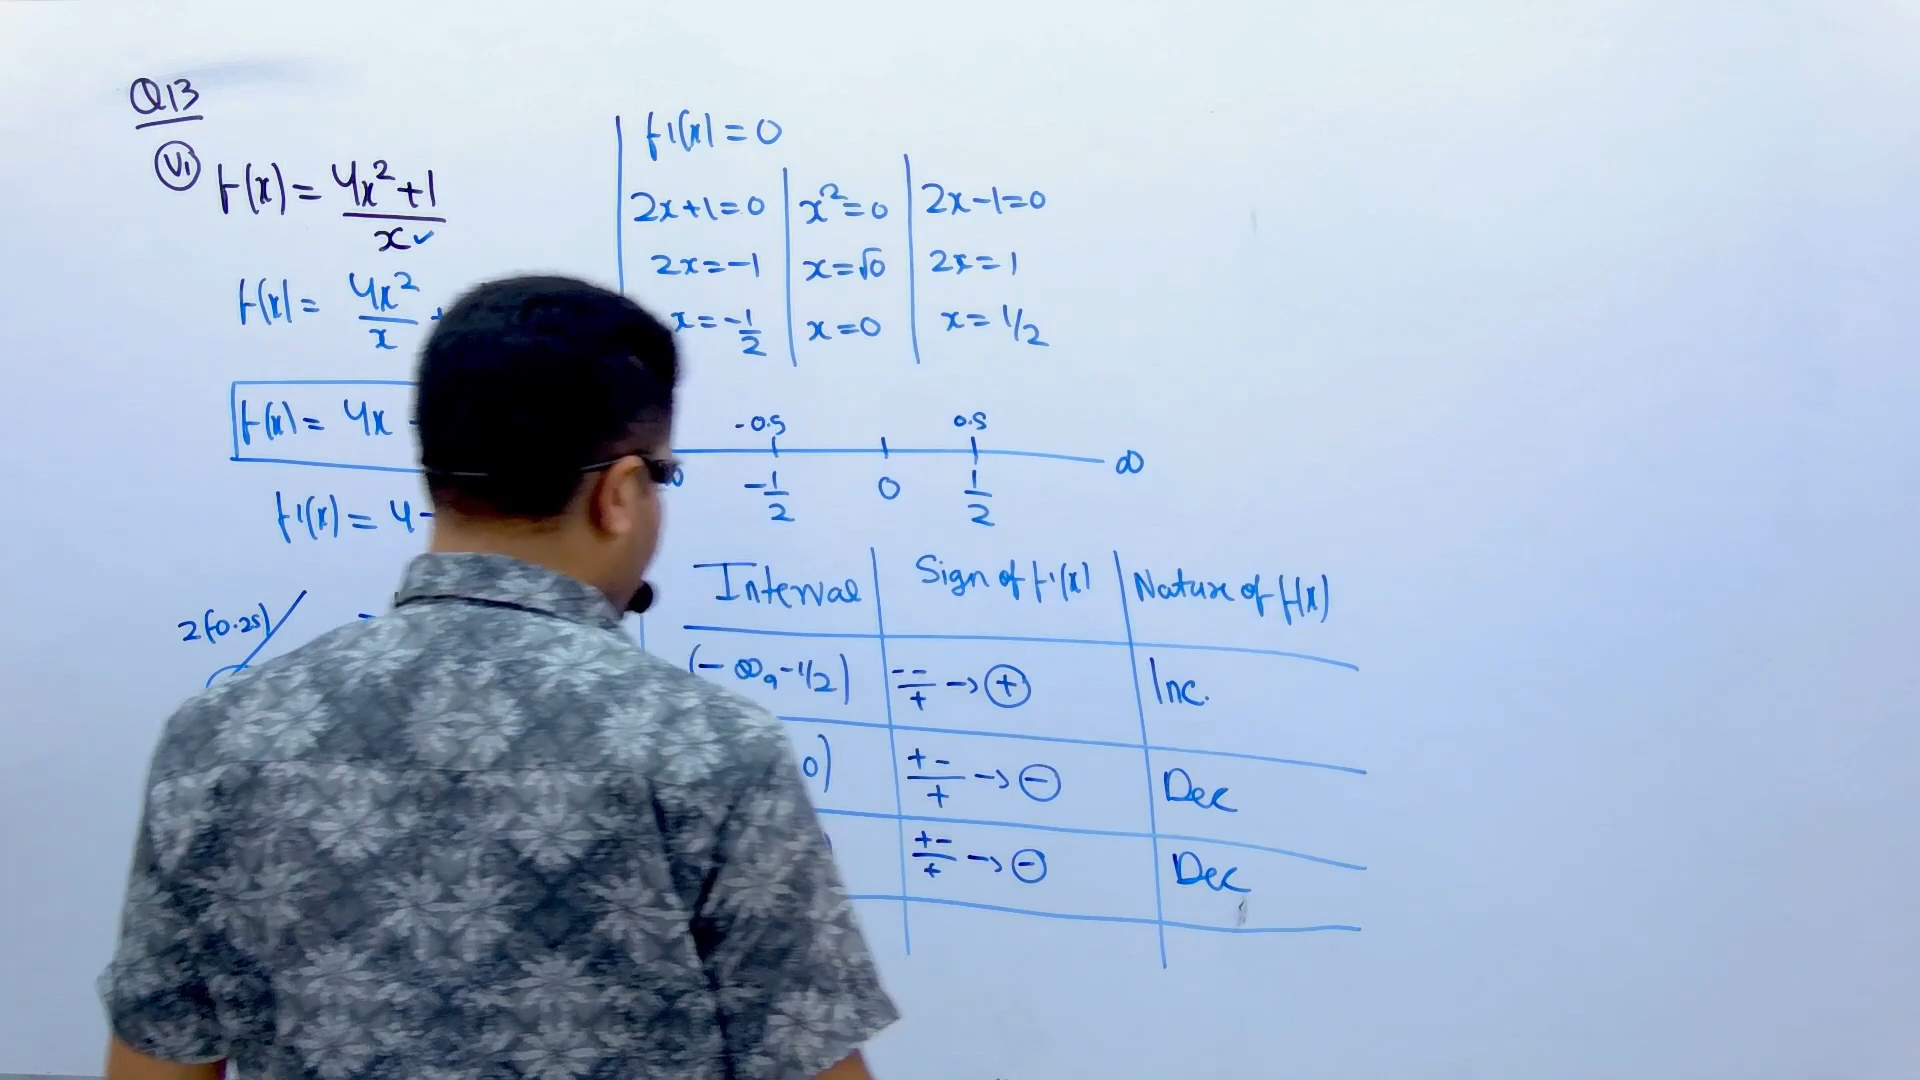 Q13
(vi) f(x) = 4x²+1 / x ✓
f(x) = 4x² / x +
f(x) = 4x
f'(x) = 4 -
2(-0.25)
f'(x) = 0
2x+1=0 | x²=0 | 2x-1=0
2x=-1 | x=√0 | 2x=1
x=-1/2 | x=0 | x=1/2
-0.5 0.5
-1/2 0 1/2 ∞
Interval | Sign of f'(x) | Nature of f(x)
(-∞, -1/2) | - - / + → (+) | Inc.
0) | + - / + → (-) | Dec
) | + - / + → (-) | Dec